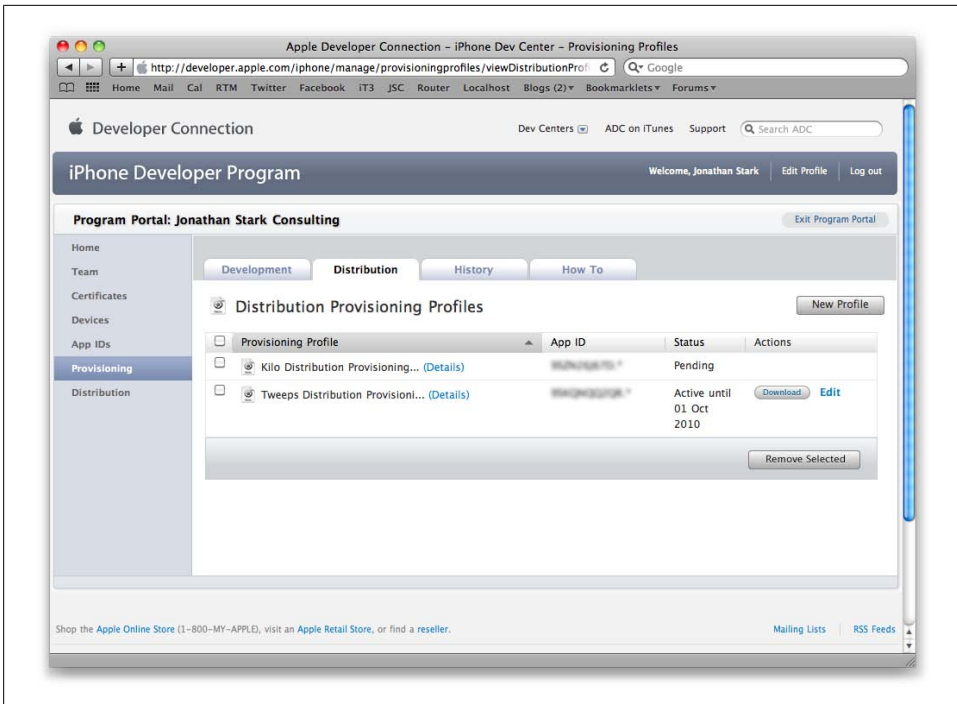 Apple Developer Connection – iPhone Dev Center – Provisioning Profiles
http://developer.apple.com/iphone/manage/provisioningprofiles/viewDistributionProfi
Google
Home Mail Cal RTM Twitter Facebook iT3 JSC Router Localhost Blogs (2) Bookmarklets Forums
Developer Connection
Dev Centers ADC on iTunes Support Search ADC
iPhone Developer Program
Welcome, Jonathan Stark Edit Profile Log out
Program Portal: Jonathan Stark Consulting
Exit Program Portal
Home
Team
Certificates
Devices
App IDs
Provisioning
Distribution
Development Distribution History How To
Distribution Provisioning Profiles
New Profile
Provisioning Profile App ID Status Actions
Kilo Distribution Provisioning... (Details) Pending
Tweeps Distribution Provisioni... (Details) Active until
01 Oct
2010
Download Edit
Remove Selected
Shop the Apple Online Store (1-800-MY-APPLE), visit an Apple Retail Store, or find a reseller.
Mailing Lists RSS Feeds